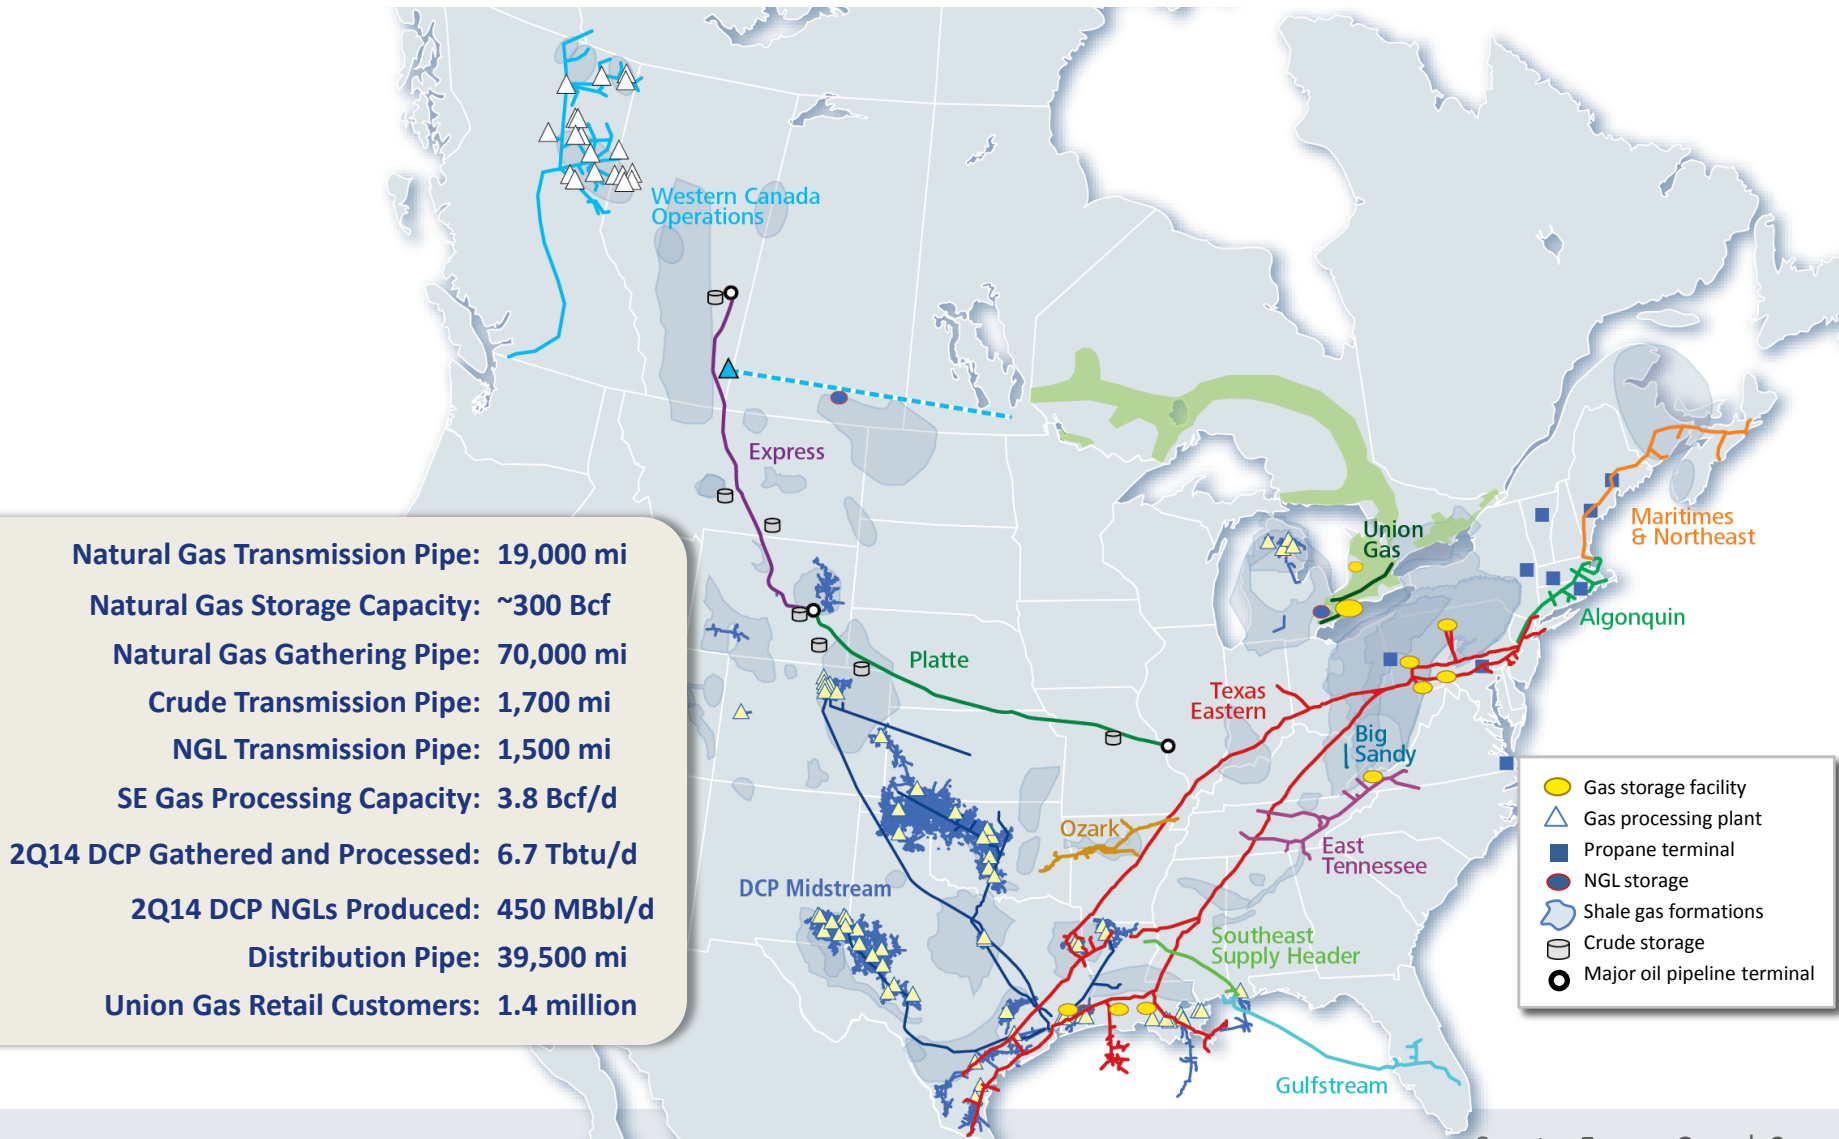 Western Canada
Operations
Express
Union
Gas
Maritimes
& Northeast
Algonquin
Platte
Texas
Eastern
Big
Sandy
Ozark
East
Tennessee
DCP Midstream
Southeast
Supply Header
Gulfstream
Natural Gas Transmission Pipe: 19,000 mi
Natural Gas Storage Capacity: ~300 Bcf
Natural Gas Gathering Pipe: 70,000 mi
Crude Transmission Pipe: 1,700 mi
NGL Transmission Pipe: 1,500 mi
SE Gas Processing Capacity: 3.8 Bcf/d
2Q14 DCP Gathered and Processed: 6.7 Tbtu/d
2Q14 DCP NGLs Produced: 450 MBbl/d
Distribution Pipe: 39,500 mi
Union Gas Retail Customers: 1.4 million
Gas storage facility
Gas processing plant
Propane terminal
NGL storage
Shale gas formations
Crude storage
Major oil pipeline terminal